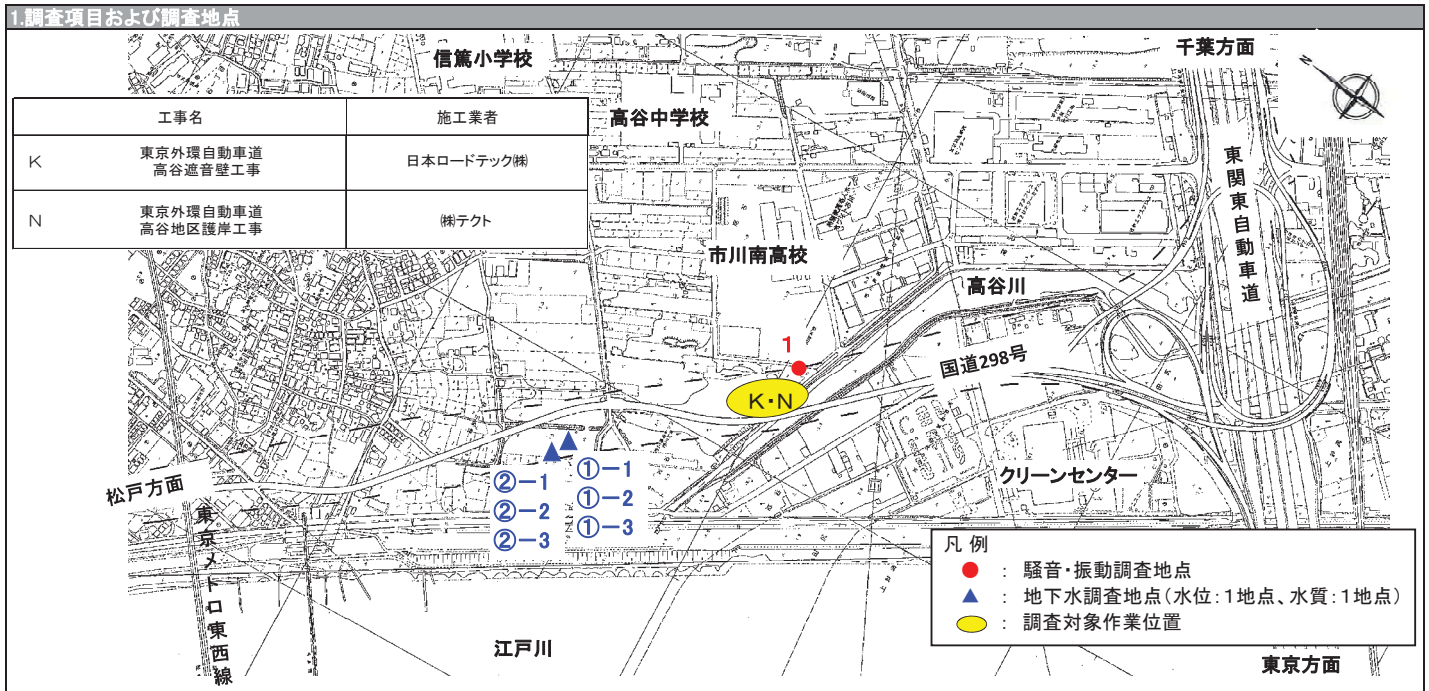 1.調査項目および調査地点
信篤小学校
千葉方面
N
工事名 施工業者
K 東京外環自動車道
高谷遮音壁工事 日本ロードテック㈱
N 東京外環自動車道
高谷地区護岸工事 ㈱テクト
高谷中学校
東関東自動車道
市川南高校
高谷川
1
国道298号
K・N
クリーンセンター
松戸方面
②-1
②-2
②-3
①-1
①-2
①-3
東京メトロ東西線
江戸川
凡 例
● : 騒音・振動調査地点
▲ : 地下水調査地点(水位:1地点、水質:1地点)
: 調査対象作業位置
東京方面